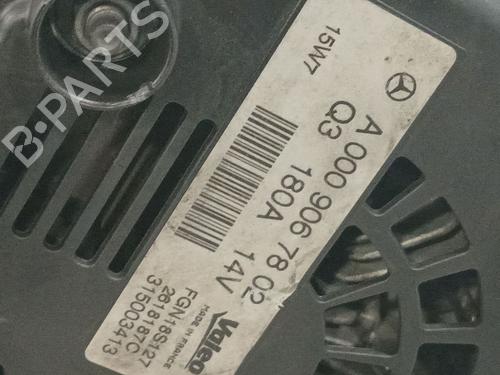 B-PARTS
15W7
A 000 906 78 02
Q3
180A 14V
Valeo
MADE IN FRANCE
FGN18S127
2618187C
315003413